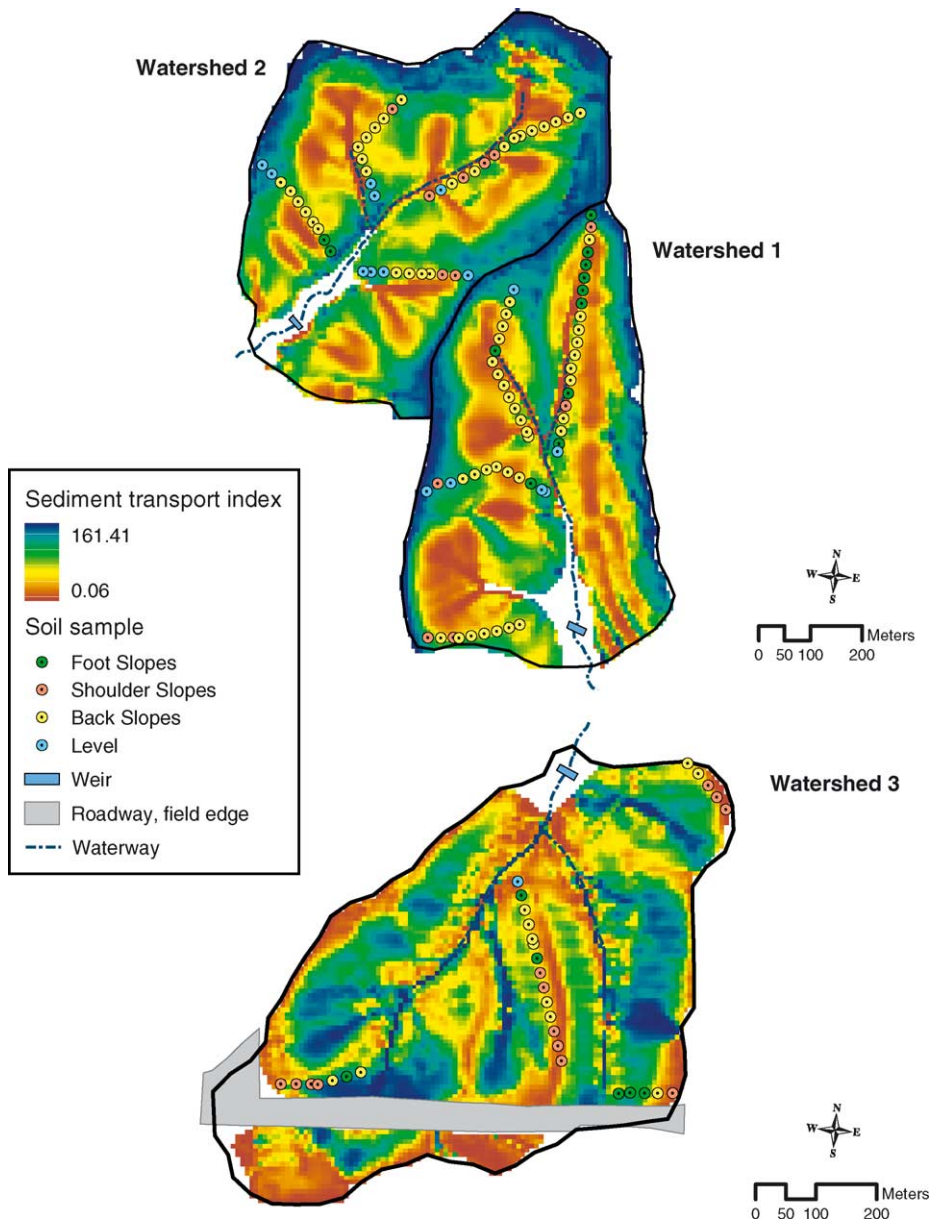 Watershed 2
Watershed 1
Sediment transport index
161.41
0.06
Soil sample
Foot Slopes
Shoulder Slopes
Back Slopes
Level
Weir
Roadway, field edge
Waterway
N
W E
S
Meters
0 50 100 200
Watershed 3
N
W E
S
Meters
0 50 100 200